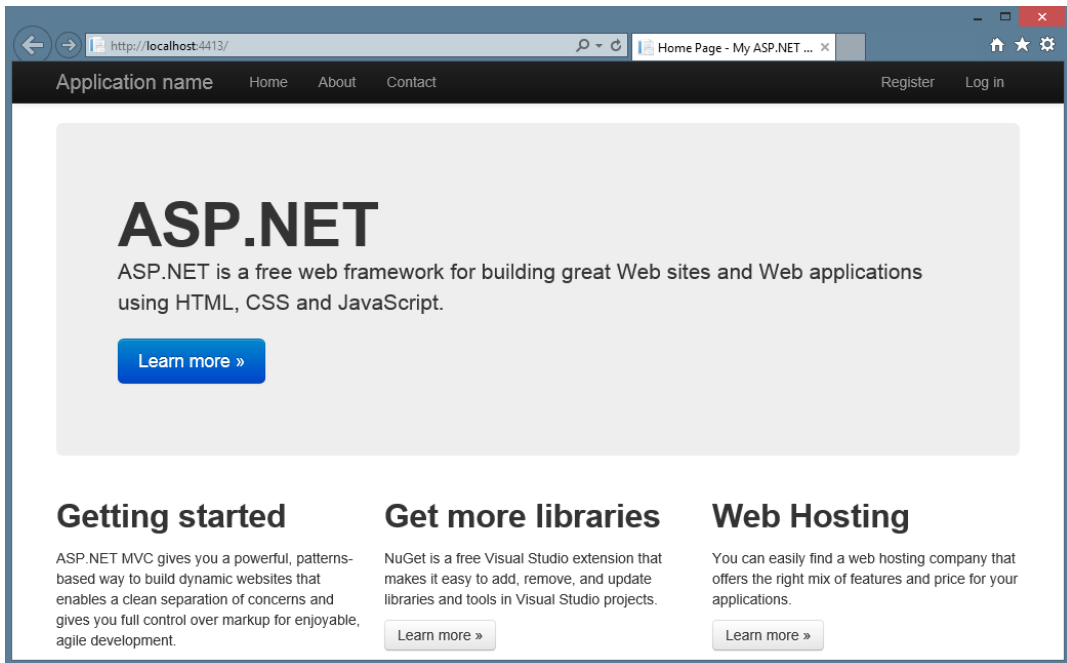 http://localhost:4413/
Home Page - My ASP.NET ...
Application name Home About Contact Register Log in
ASP.NET
ASP.NET is a free web framework for building great Web sites and Web applications
using HTML, CSS and JavaScript.
Learn more »
Getting started
ASP.NET MVC gives you a powerful, patterns-
based way to build dynamic websites that
enables a clean separation of concerns and
gives you full control over markup for enjoyable,
agile development.
Get more libraries
NuGet is a free Visual Studio extension that
makes it easy to add, remove, and update
libraries and tools in Visual Studio projects.
Learn more »
Web Hosting
You can easily find a web hosting company that
offers the right mix of features and price for your
applications.
Learn more »